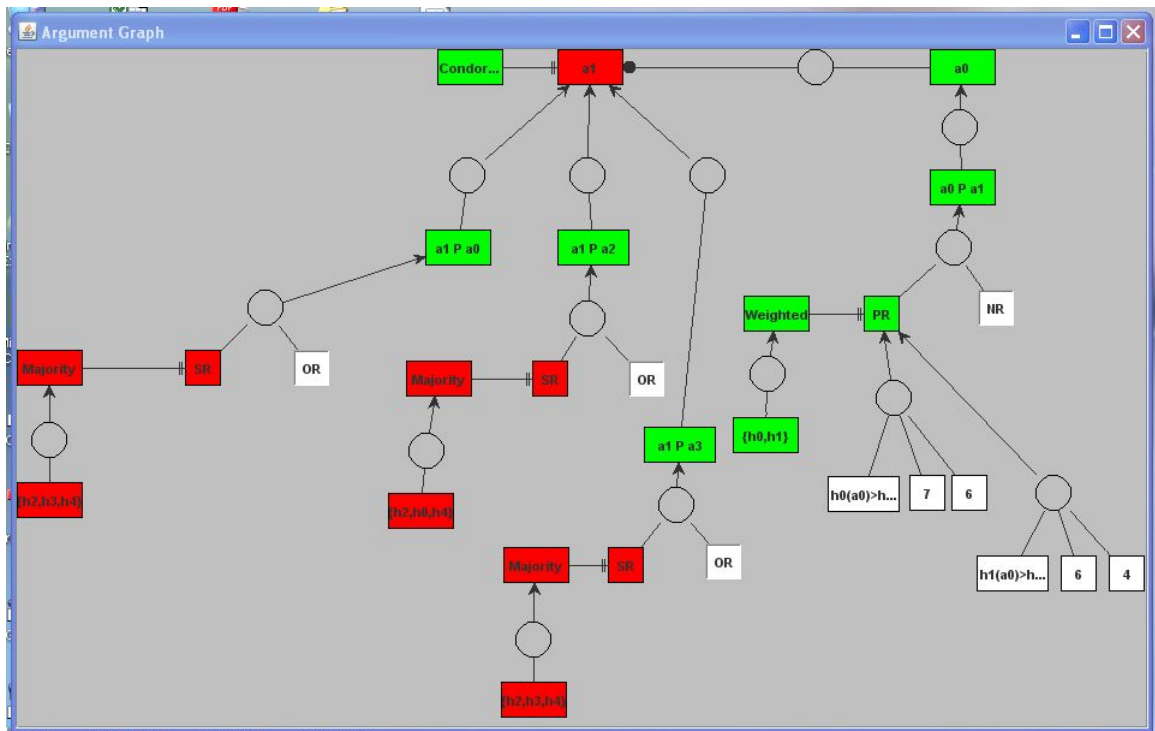 Argument Graph
Condor...
a1
a0
a0 P a1
a1 P a0
a1 P a2
Weighted
PR
NR
Majority
SR
OR
Majority
SR
OR
{h0,h1}
a1 P a3
{h2,h3,h4}
{h2,h0,h4}
h0(a0)>h...
7
6
Majority
SR
OR
h1(a0)>h...
6
4
{h2,h3,h4}